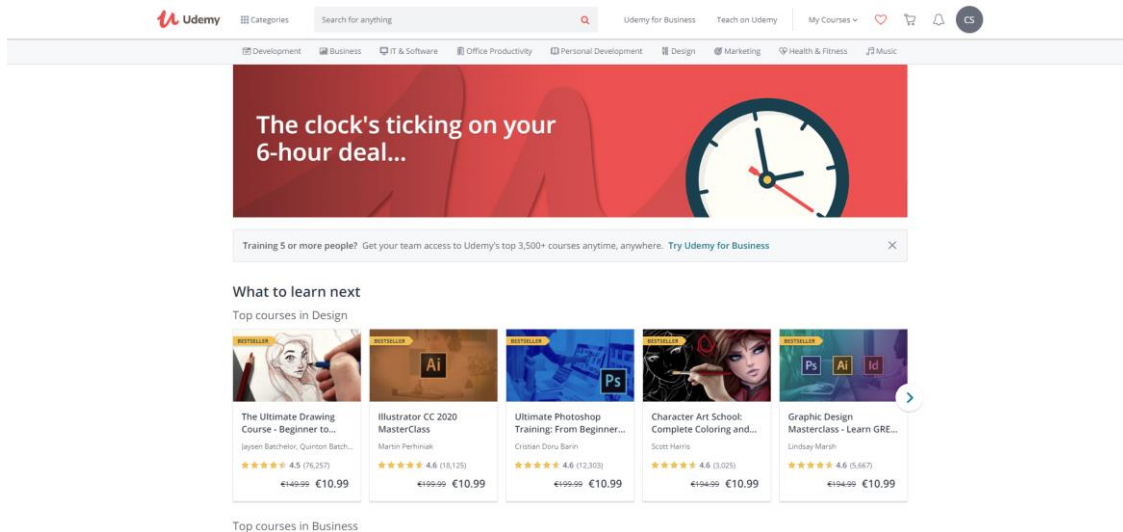 Udemy
Categories
Search for anything
Udemy for Business
Teach on Udemy
My Courses
CS
Development
Business
IT & Software
Office Productivity
Personal Development
Design
Marketing
Health & Fitness
Music
The clock's ticking on your
6-hour deal...
Training 5 or more people? Get your team access to Udemy's top 3,500+ courses anytime, anywhere. Try Udemy for Business
What to learn next
Top courses in Design
BESTSELLER
The Ultimate Drawing
Course - Beginner to...
Jaysen Batchelor, Quinton Batch...
4.5 (76,257)
€149.99 €10.99
BESTSELLER
Ai
Illustrator CC 2020
MasterClass
Martin Perhiniak
4.6 (18,125)
€199.99 €10.99
BESTSELLER
Ps
Ultimate Photoshop
Training: From Beginner...
Cristian Doru Barin
4.6 (12,303)
€199.99 €10.99
BESTSELLER
Character Art School:
Complete Coloring and...
Scott Harris
4.6 (3,025)
€194.99 €10.99
BESTSELLER
Ps Ai Id
Graphic Design
Masterclass - Learn GRE...
Lindsay Marsh
4.6 (5,667)
€194.99 €10.99
Top courses in Business